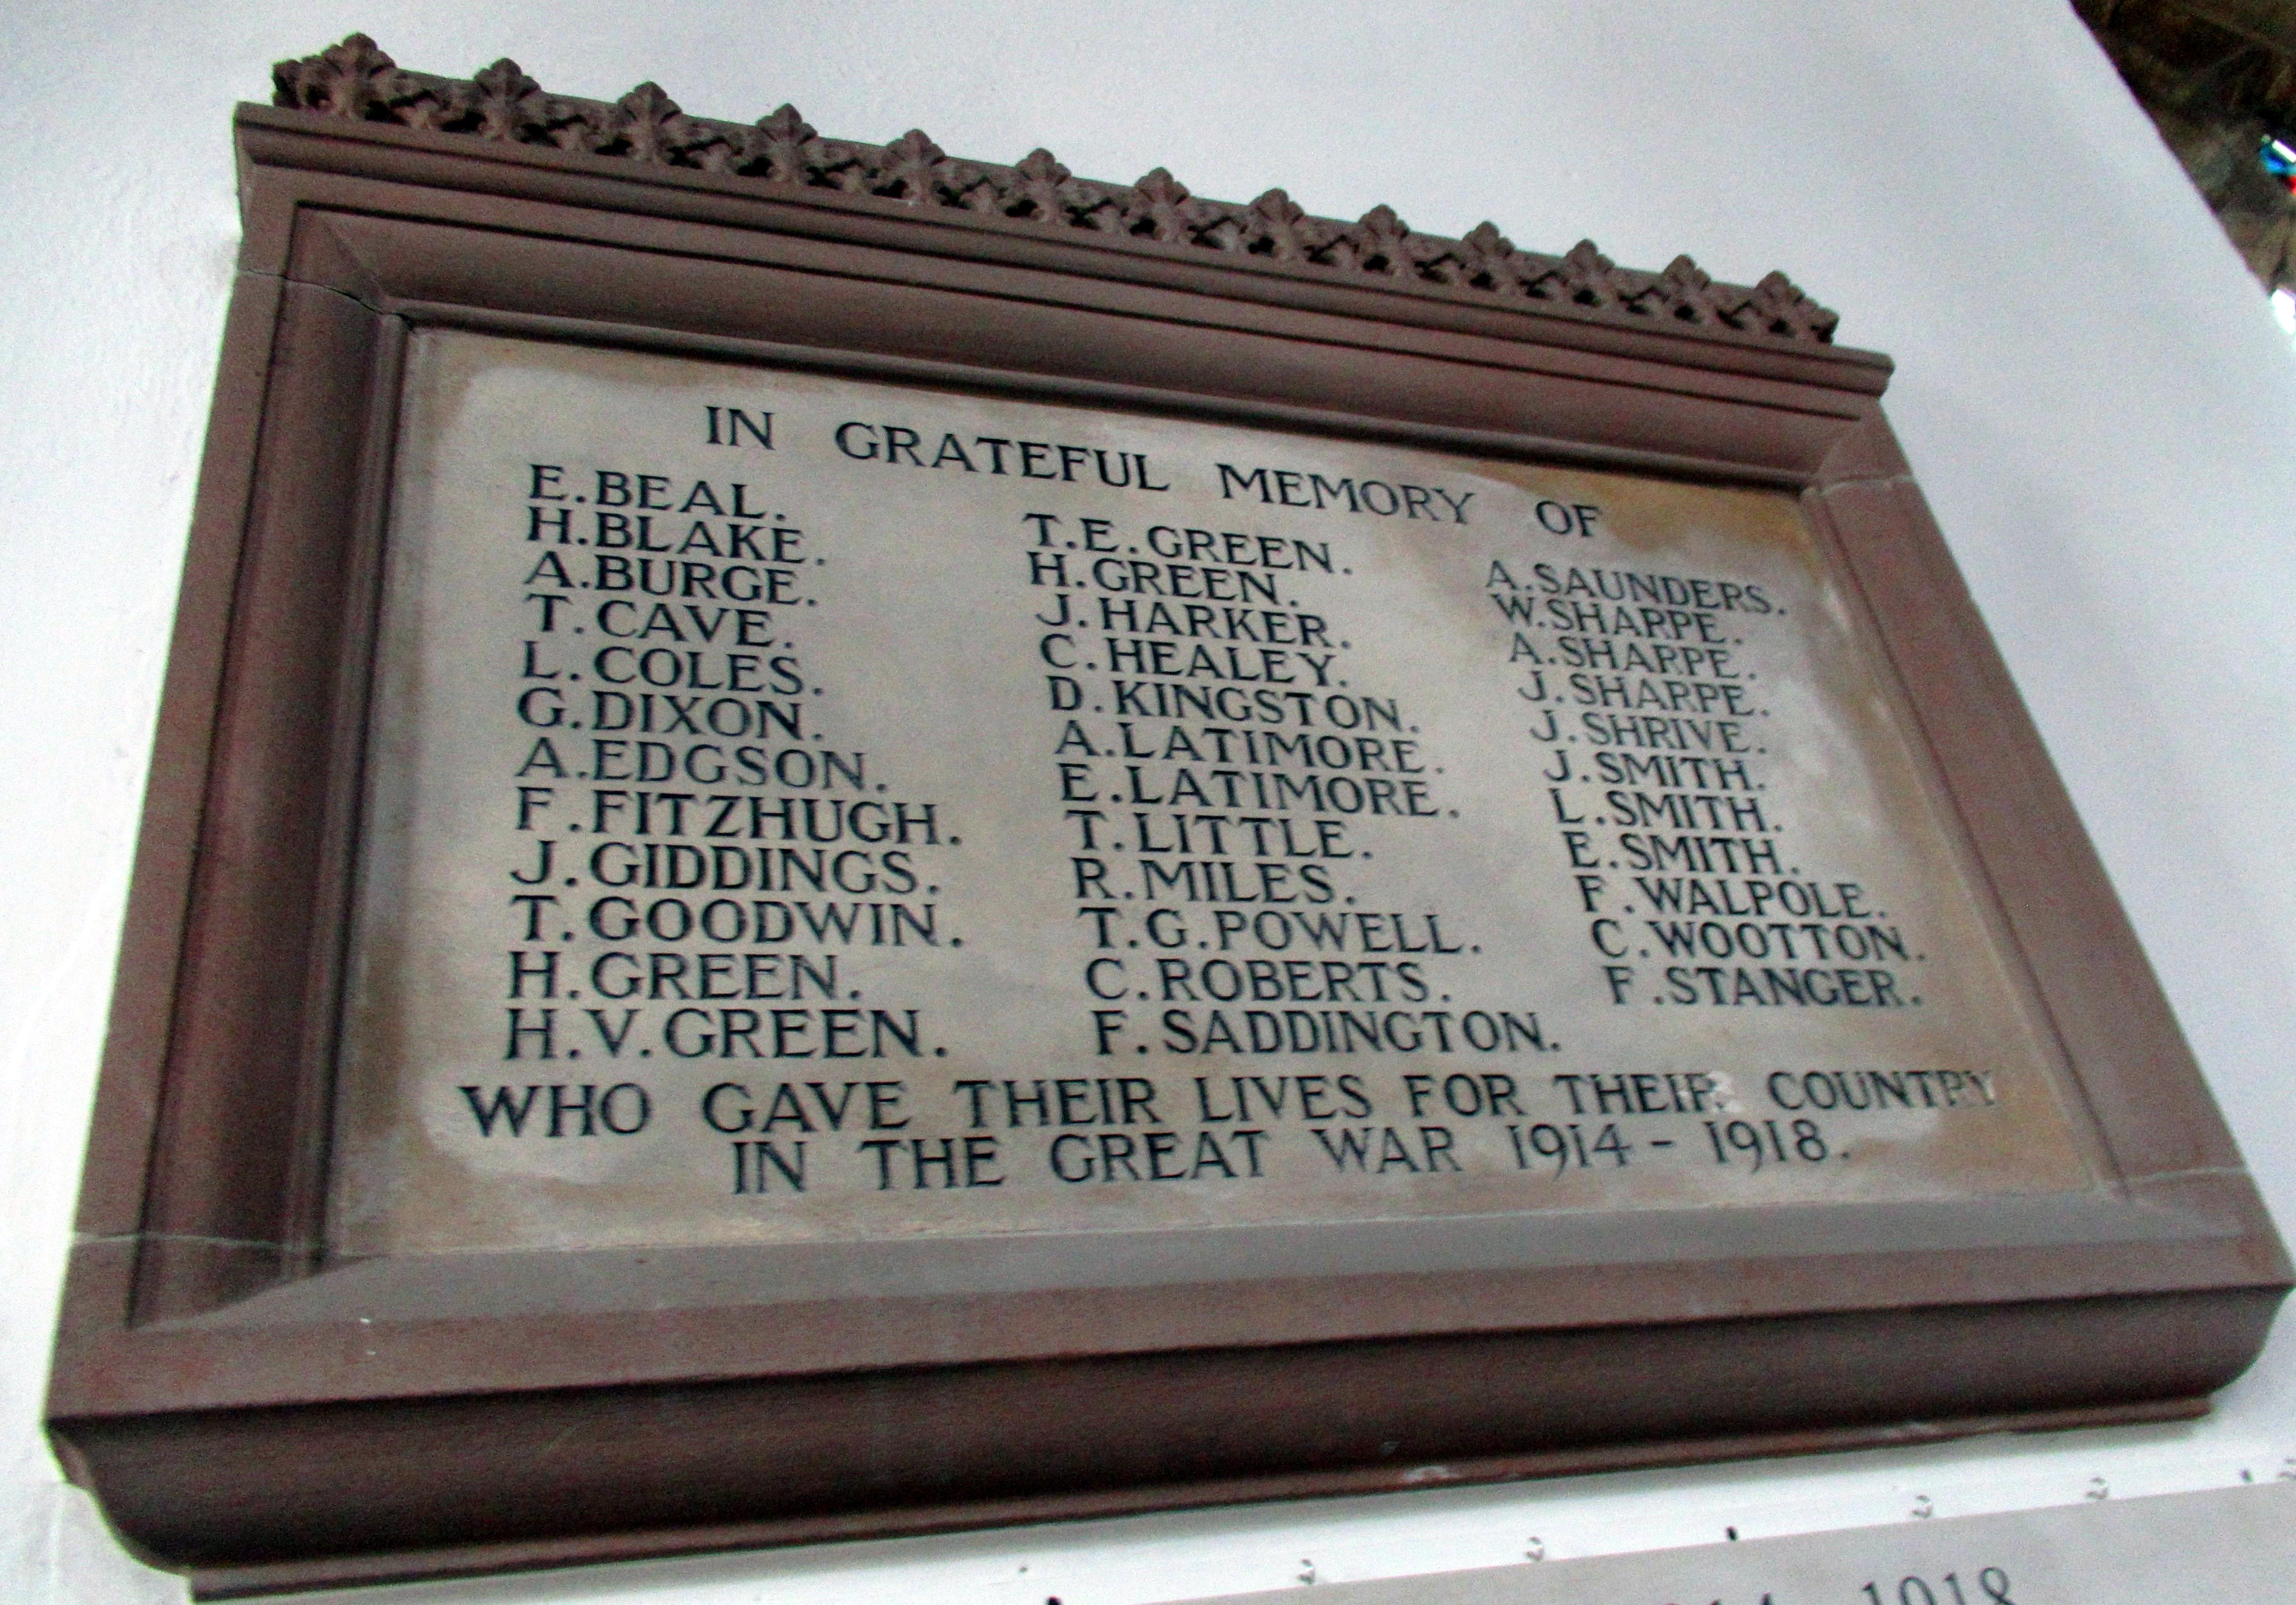 IN GRATEFUL MEMORY OF
E. BEAL.
H. BLAKE.
A. BURGE.
T. CAVE.
L. COLES.
G. DIXON.
A. EDGSON.
F. FITZHUGH.
J. GIDDINGS.
T. GOODWIN.
H. GREEN.
H. V. GREEN.
T. E. GREEN.
H. GREEN.
J. HARKER.
C. HEALEY.
D. KINGSTON.
A. LATIMORE.
E. LATIMORE.
T. LITTLE.
R. MILES.
T. G. POWELL.
C. ROBERTS.
F. SADDINGTON.
A. SAUNDERS.
W. SHARPE.
A. SHARPE.
J. SHARPE.
J. SHRIVE.
J. SMITH.
L. SMITH.
E. SMITH.
F. WALPOLE.
C. WOOTTON.
F. STANGER.
WHO GAVE THEIR LIVES FOR THEIR COUNTRY
IN THE GREAT WAR 1914 - 1918.
1918